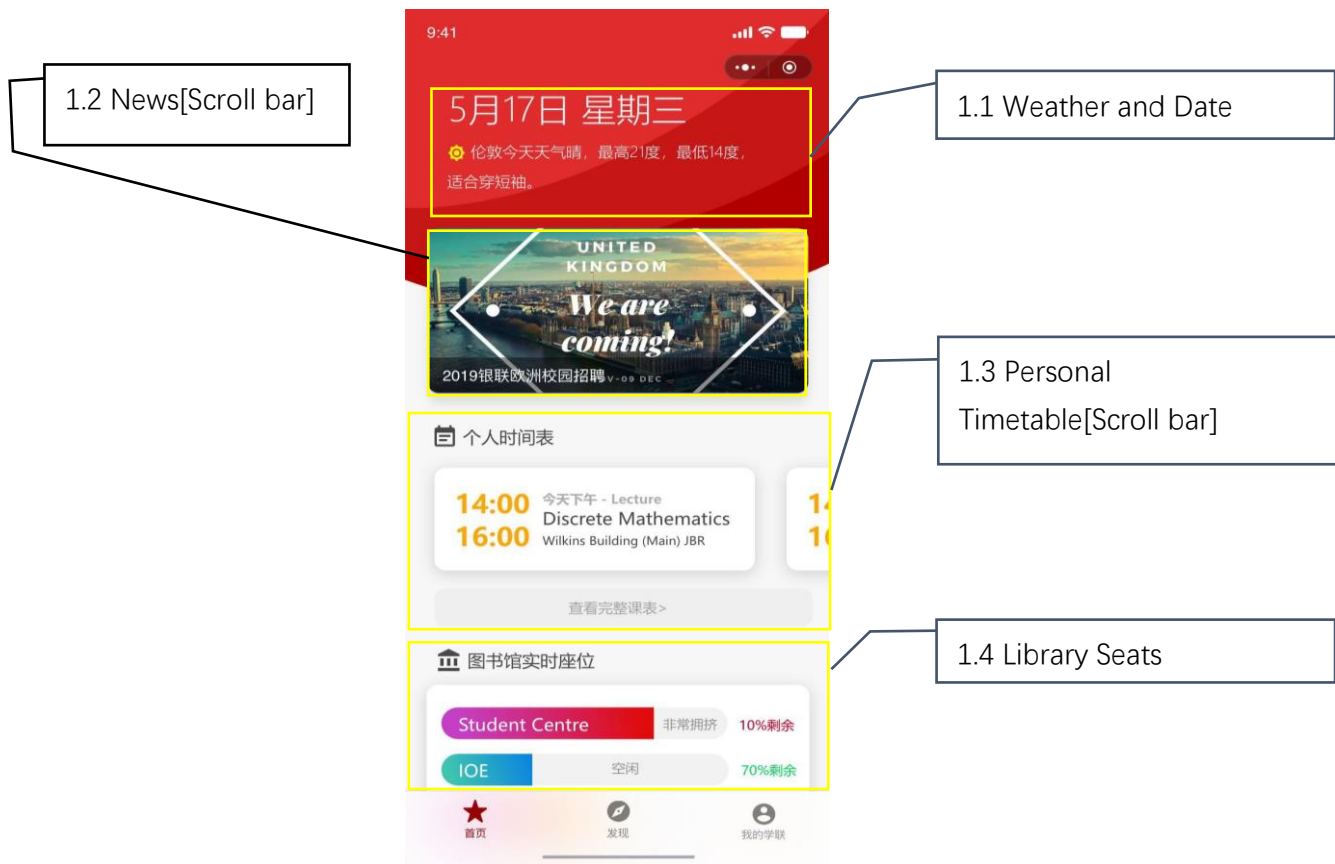 9:41
1.2 News[Scroll bar]
1.1 Weather and Date
5月17日 星期三
伦敦今天天气晴，最高21度，最低14度，
适合穿短袖。
UNITED
KINGDOM
We are
coming!
2019银联欧洲校园招聘
V-09 DEC
1.3 Personal
Timetable[Scroll bar]
个人时间表
14:00
16:00
今天下午 - Lecture
Discrete Mathematics
Wilkins Building (Main) JBR
查看完整课表>
1.4 Library Seats
图书馆实时座位
Student Centre 非常拥挤 10%剩余
IOE 空闲 70%剩余
首页 发现 我的学联